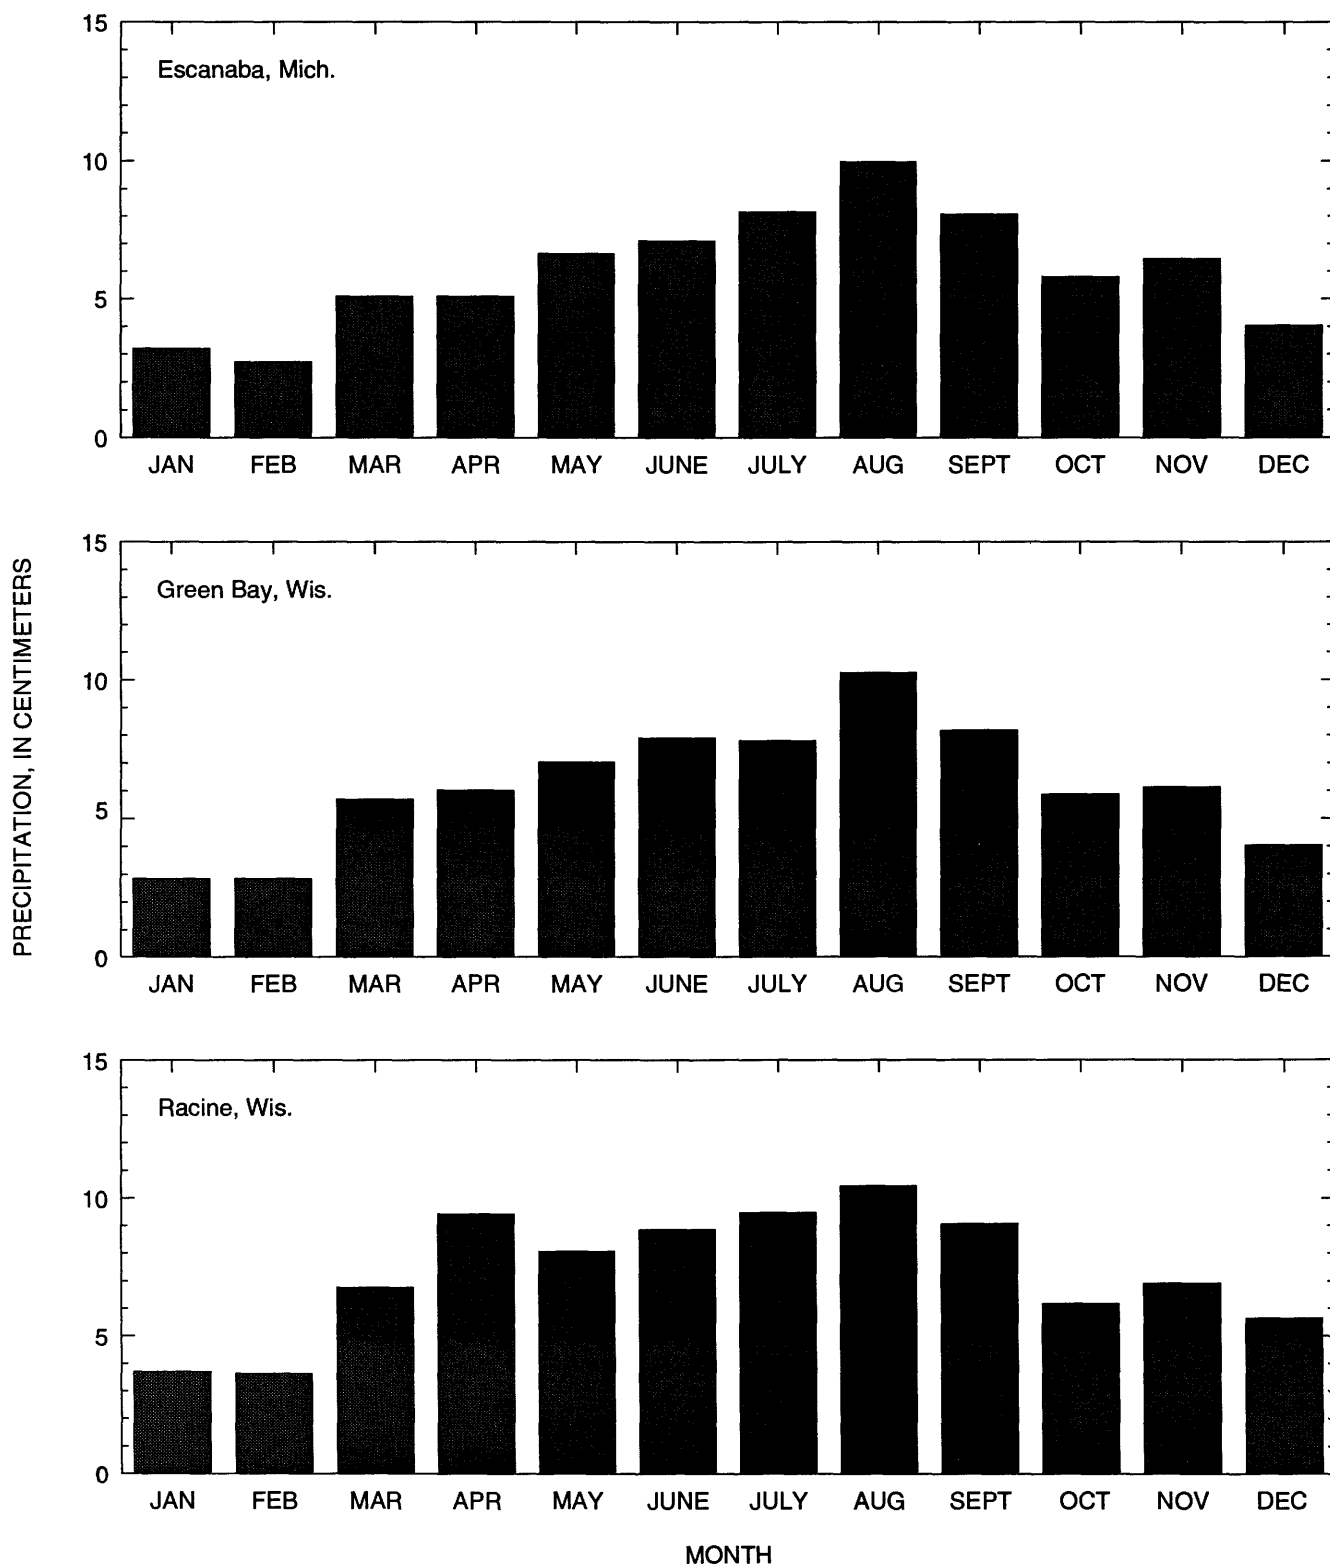 PRECIPITATION, IN CENTIMETERS
15
Escanaba, Mich.
10
5
0
JAN FEB MAR APR MAY JUNE JULY AUG SEPT OCT NOV DEC
15
Green Bay, Wis.
10
5
0
JAN FEB MAR APR MAY JUNE JULY AUG SEPT OCT NOV DEC
15
Racine, Wis.
10
5
0
JAN FEB MAR APR MAY JUNE JULY AUG SEPT OCT NOV DEC
MONTH